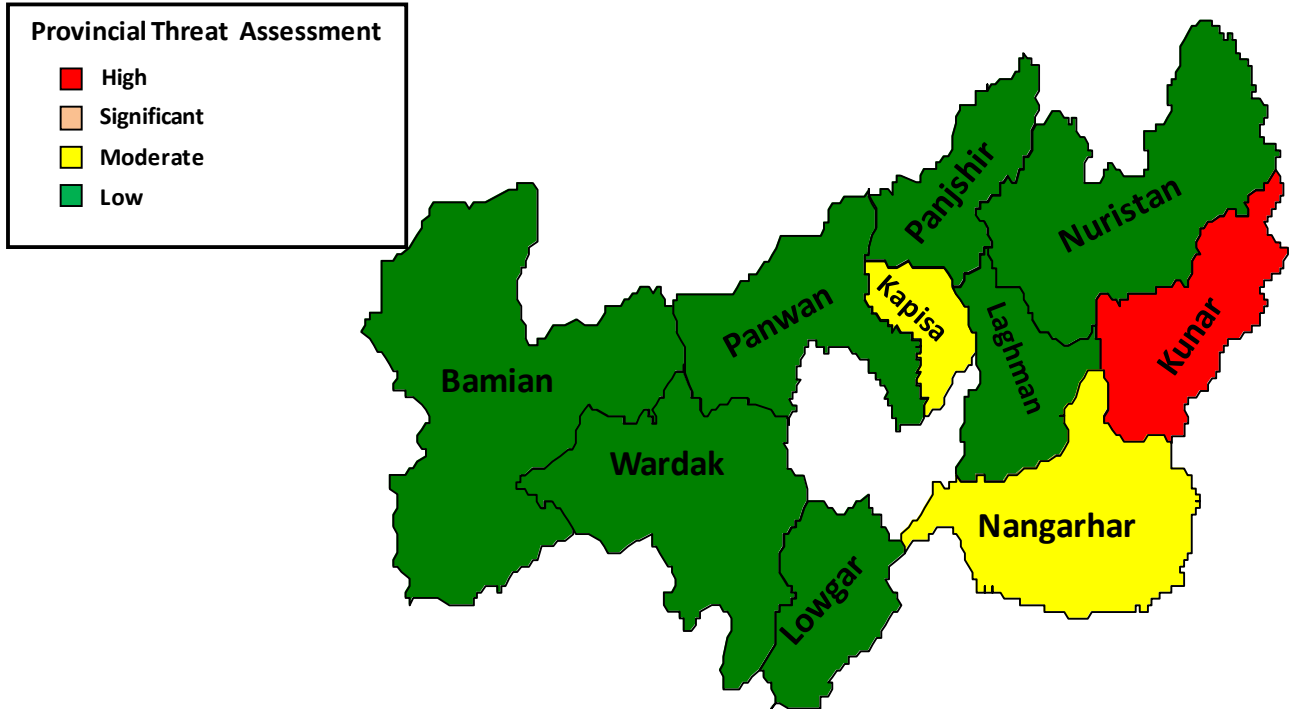 Provincial Threat Assessment
High
Significant
Moderate
Low
Panjshir
Nuristan
Kapisa
Panwan
Laghman
Kunar
Bamian
Wardak
Nangarhar
Lowgar